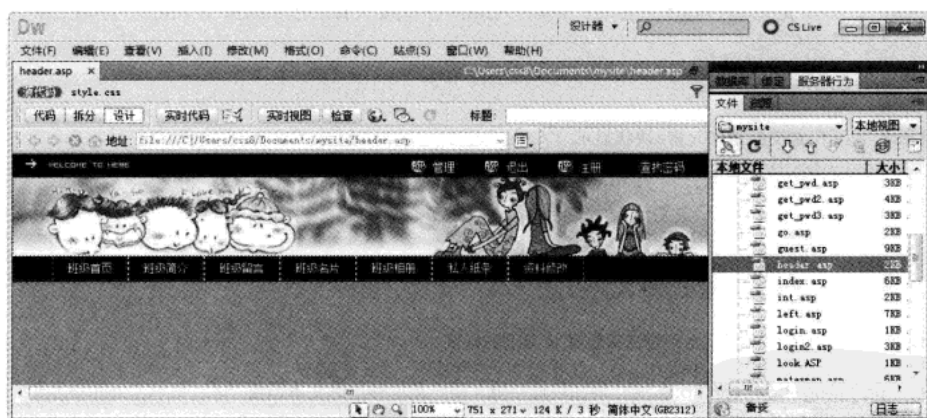 Dw
设计器
CS Live
文件(F) 编辑(E) 查看(V) 插入(I) 修改(M) 格式(O) 命令(C) 站点(S) 窗口(W) 帮助(H)
header.asp × C:\Users\css8\Documents\mysite\header.asp
源代码 style.css
代码 拆分 设计 实时代码 实时视图 检查 标题:
地址: file:///C|/Users/css8/Documents/mysite/header.asp
WELCOME TO HERE 管理 退出 注册 查询密码
班级首页 班级简介 班级留言 班级名片 班级相册 私人纸条 资料修改
100% 751 x 271 124 K / 3 秒 简体中文(GB2312)
数据库 绑定 服务器行为
文件
mysite 本地视图
本地文件 大小
get_pwd.asp 3KB
get_pwd2.asp 4KB
get_pwd3.asp 3KB
go.asp 2KB
guest.asp 9KB
header.asp 2KB
index.asp 6KB
int.asp 2KB
left.asp 7KB
login.asp 1KB
login2.asp 3KB
look.ASP 1KB
6KB
备妥 日志...